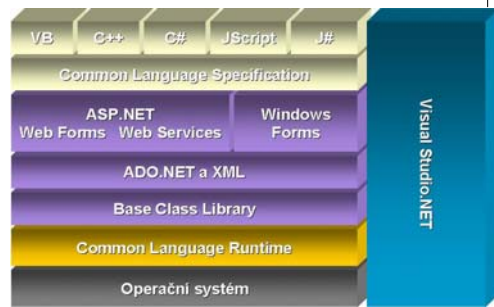 VB C++ C# JScript J#
Common Language Specification
ASP.NET
Web Forms Web Services
Windows
Forms
ADO.NET a XML
Base Class Library
Common Language Runtime
Operační systém
Visual Studio.NET